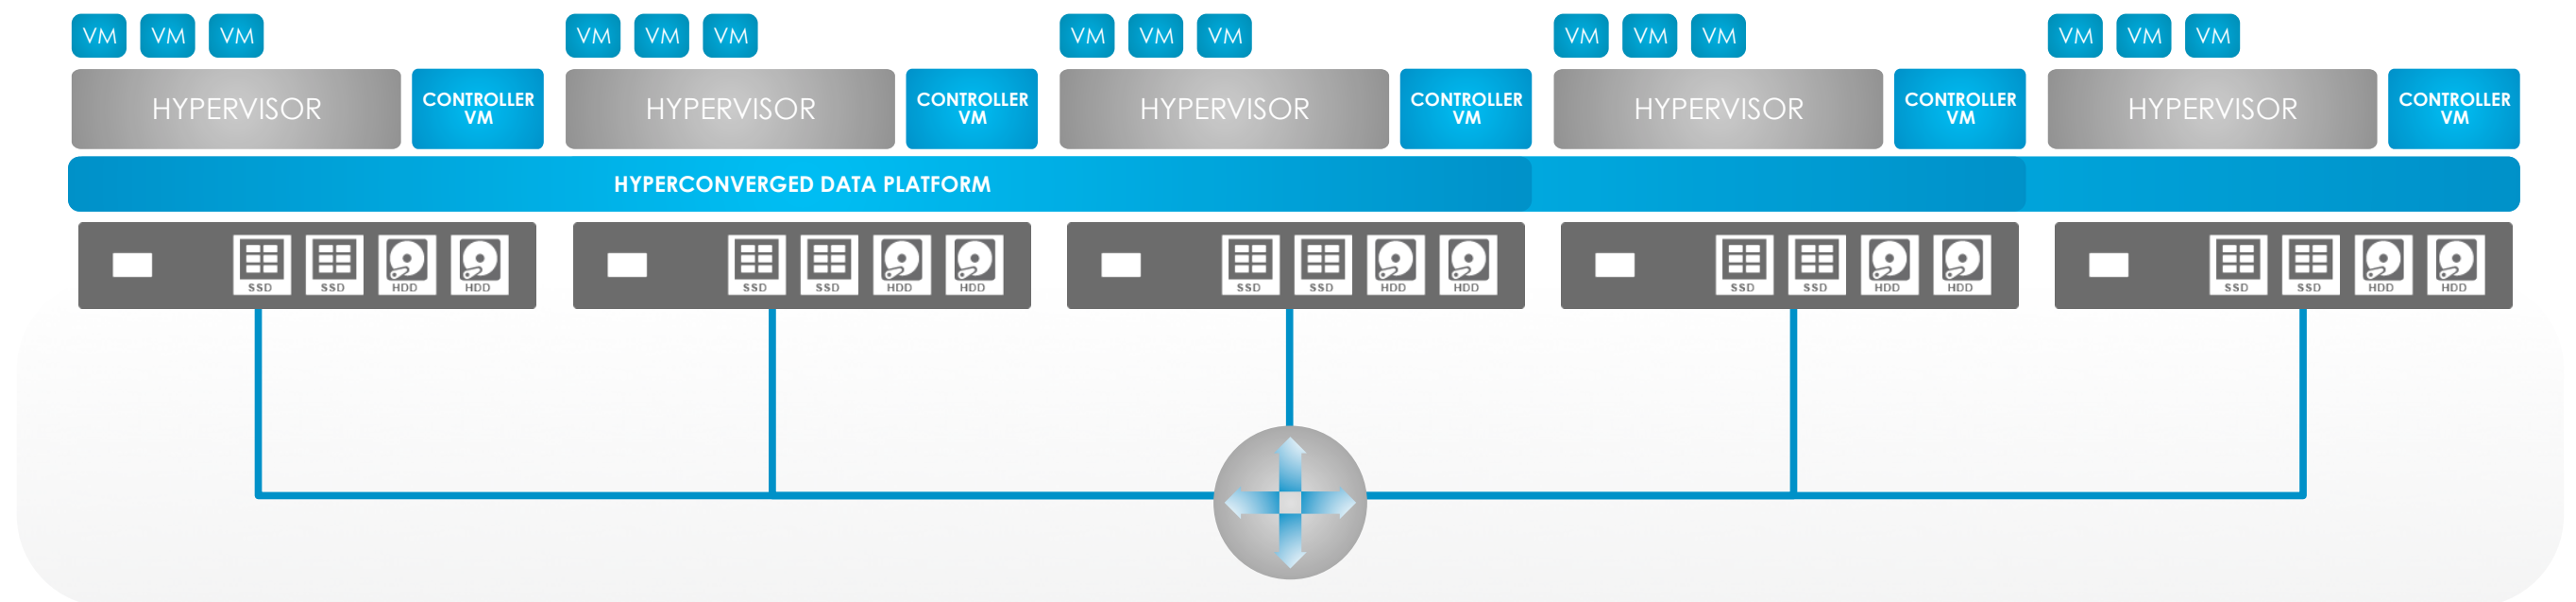 VM VM VM VM VM VM VM VM VM VM VM VM VM VM VM
HYPERVISOR CONTROLLER VM HYPERVISOR CONTROLLER VM HYPERVISOR CONTROLLER VM HYPERVISOR CONTROLLER VM HYPERVISOR CONTROLLER VM
HYPERCONVERGED DATA PLATFORM
SSD SSD HDD HDD SSD SSD HDD HDD SSD SSD HDD HDD SSD SSD HDD HDD SSD SSD HDD HDD